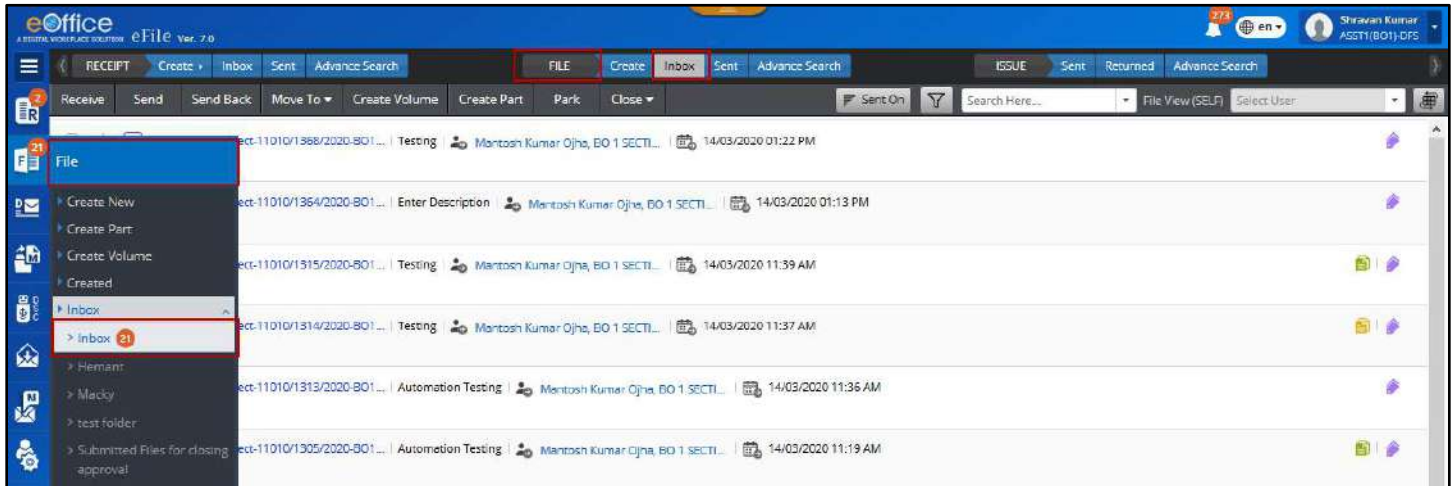 eOffice
A DIGITAL WORKPLACE SOLUTION eFile Ver. 7.0
273
en
Shravan Kumar
ASST1(BO1)-DFS
RECEIPT Create Inbox Sent Advance Search FILE Create Inbox Sent Advance Search ISSUE Sent Returned Advance Search
Receive Send Send Back Move To Create Volume Create Part Park Close Sent On Search Here... File View (SELF) Select User
2
R
ect-11010/1368/2020-BO1... Testing Mantosh Kumar Ojha, BO 1 SECTI... 14/03/2020 01:22 PM
21
F
File
D
Create New
ect-11010/1364/2020-BO1... Enter Description Mantosh Kumar Ojha, BO 1 SECTI... 14/03/2020 01:13 PM
Create Part
M
Create Volume
ect-11010/1315/2020-BO1... Testing Mantosh Kumar Ojha, BO 1 SECTI... 14/03/2020 11:39 AM
Created
DSC
Inbox
ect-11010/1314/2020-BO1... Testing Mantosh Kumar Ojha, BO 1 SECTI... 14/03/2020 11:37 AM
Inbox 21
Hemant
ect-11010/1313/2020-BO1... Automation Testing Mantosh Kumar Ojha, BO 1 SECTI... 14/03/2020 11:36 AM
Macky
test folder
Submitted Files for closing
approval
ect-11010/1305/2020-BO1... Automation Testing Mantosh Kumar Ojha, BO 1 SECTI... 14/03/2020 11:19 AM